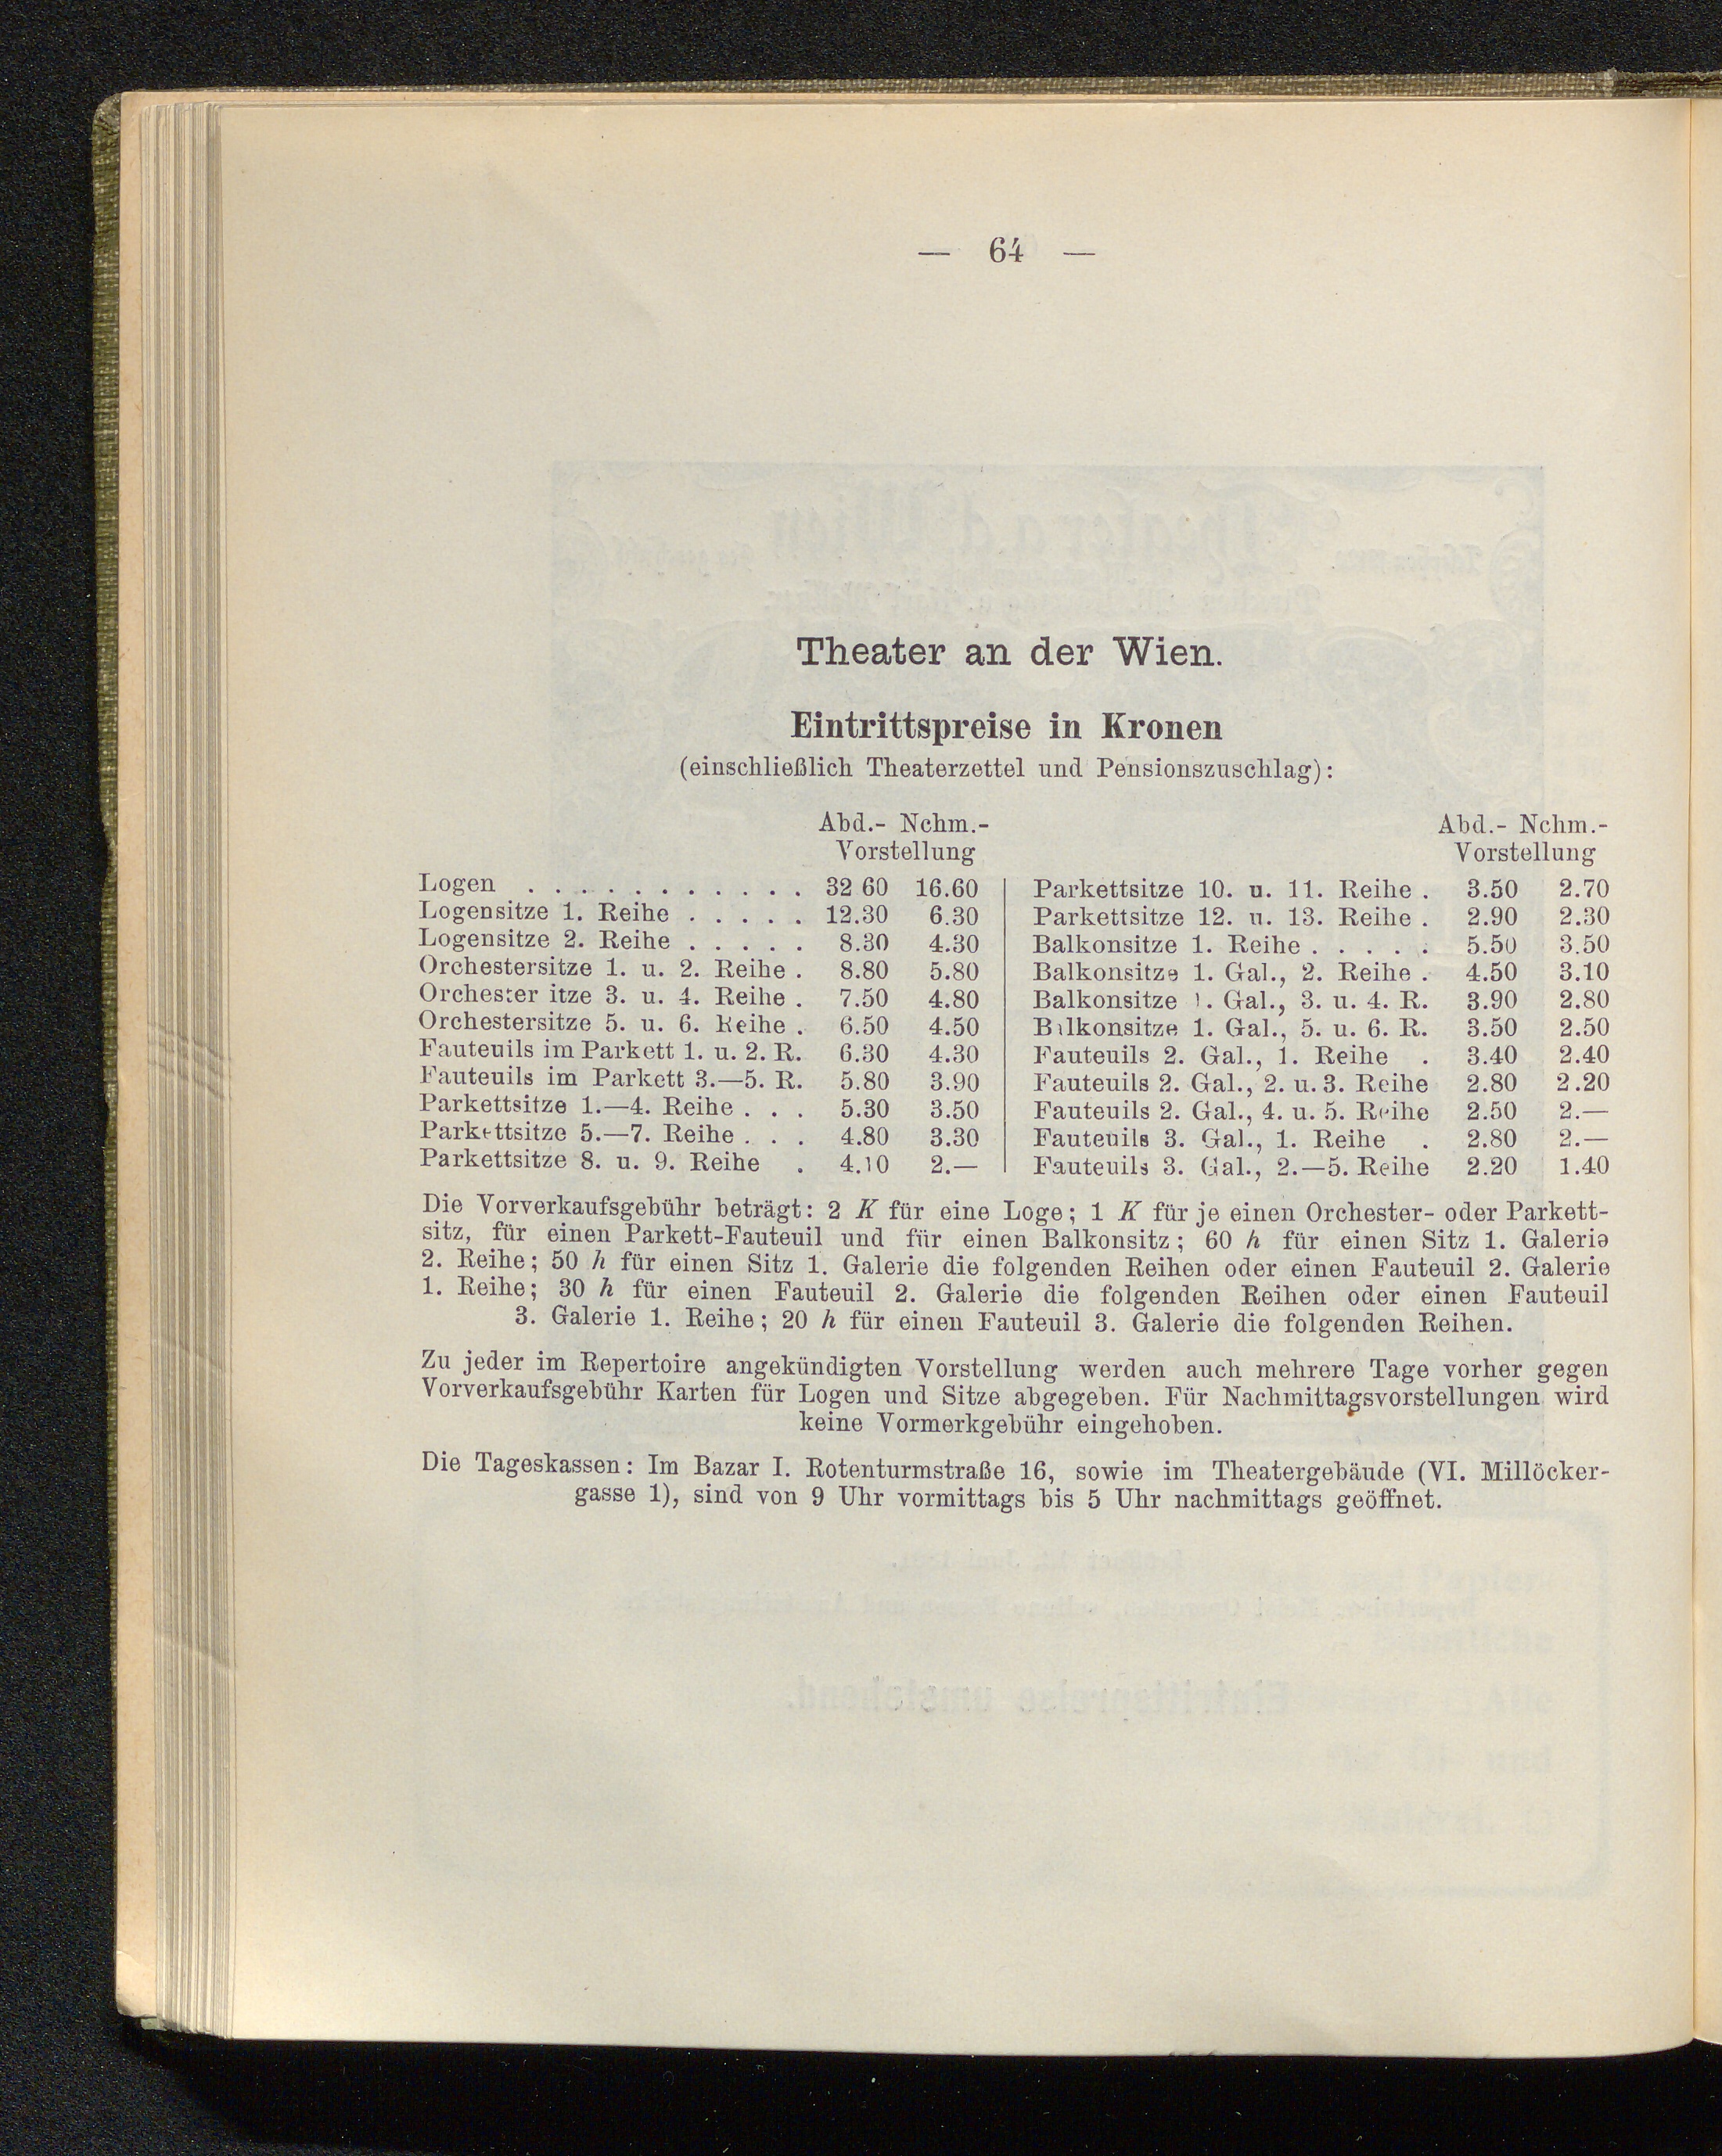 — 64 —
Theater an der Wien.
Eintrittspreise in Kronen
(einschließlich Theaterzettel und Pensionszuschlag):
Abd.- Nchm.-
Vorstellung
Logen . . . . . . . . . . . 32 60 16.60
Logensitze 1. Reihe . . . . . 12.30 6.30
Logensitze 2. Reihe . . . . . 8.30 4.30
Orchestersitze 1. u. 2. Reihe . 8.80 5.80
Orchester itze 3. u. 4. Reihe . 7.50 4.80
Orchestersitze 5. u. 6. Reihe . 6.50 4.50
Fauteuils im Parkett 1. u. 2. R. 6.30 4.30
Fauteuils im Parkett 3.—5. R. 5.80 3.90
Parkettsitze 1.—4. Reihe . . . 5.30 3.50
Parkettsitze 5.—7. Reihe . . . 4.80 3.30
Parkettsitze 8. u. 9. Reihe . 4.10 2.—
Abd.- Nchm.-
Vorstellung
Parkettsitze 10. u. 11. Reihe . 3.50 2.70
Parkettsitze 12. u. 13. Reihe . 2.90 2.30
Balkonsitze 1. Reihe . . . . . 5.50 3.50
Balkonsitze 1. Gal., 2. Reihe . 4.50 3.10
Balkonsitze 1. Gal., 3. u. 4. R. 3.90 2.80
Balkonsitze 1. Gal., 5. u. 6. R. 3.50 2.50
Fauteuils 2. Gal., 1. Reihe . 3.40 2.40
Fauteuils 2. Gal., 2. u. 3. Reihe 2.80 2.20
Fauteuils 2. Gal., 4. u. 5. Reihe 2.50 2.—
Fauteuils 3. Gal., 1. Reihe . 2.80 2.—
Fauteuils 3. Gal., 2.—5. Reihe 2.20 1.40
Die Vorverkaufsgebühr beträgt: 2 K für eine Loge; 1 K für je einen Orchester- oder Parkett-
sitz, für einen Parkett-Fauteuil und für einen Balkonsitz; 60 h für einen Sitz 1. Galerie
2. Reihe; 50 h für einen Sitz 1. Galerie die folgenden Reihen oder einen Fauteuil 2. Galerie
1. Reihe; 30 h für einen Fauteuil 2. Galerie die folgenden Reihen oder einen Fauteuil
3. Galerie 1. Reihe; 20 h für einen Fauteuil 3. Galerie die folgenden Reihen.
Zu jeder im Repertoire angekündigten Vorstellung werden auch mehrere Tage vorher gegen
Vorverkaufsgebühr Karten für Logen und Sitze abgegeben. Für Nachmittagsvorstellungen wird
keine Vormerkgebühr eingehoben.
Die Tageskassen: Im Bazar I. Rotenturmstraße 16, sowie im Theatergebäude (VI. Millöcker-
gasse 1), sind von 9 Uhr vormittags bis 5 Uhr nachmittags geöffnet.